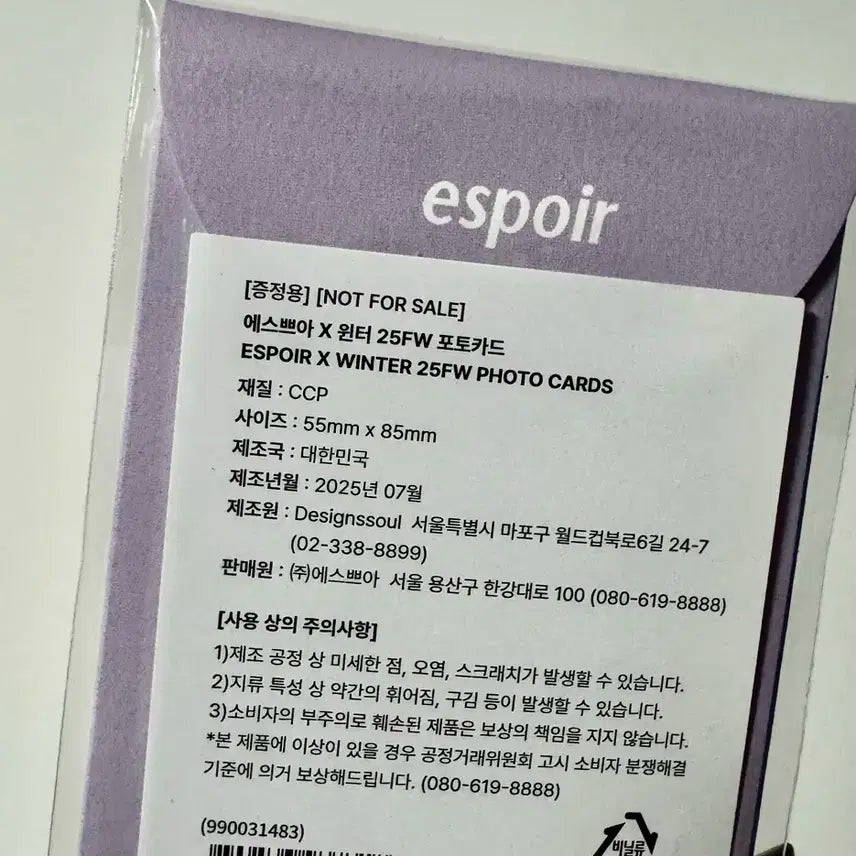 espoir
[증정용] [NOT FOR SALE]
에스쁘아 X 윈터 25FW 포토카드
ESPOIR X WINTER 25FW PHOTO CARDS
재질 : CCP
사이즈 : 55mm x 85mm
제조국 : 대한민국
제조년월 : 2025년 07월
제조원 : Designssoul 서울특별시 마포구 월드컵북로6길 24-7
(02-338-8899)
판매원 : ㈜에스쁘아 서울 용산구 한강대로 100 (080-619-8888)
[사용 상의 주의사항]
1)제조 공정 상 미세한 점, 오염, 스크래치가 발생할 수 있습니다.
2)지류 특성 상 약간의 휘어짐, 구김 등이 발생할 수 있습니다.
3)소비자의 부주의로 훼손된 제품은 보상의 책임을 지지 않습니다.
*본 제품에 이상이 있을 경우 공정거래위원회 고시 소비자 분쟁해결
기준에 의거 보상해드립니다. (080-619-8888)
(990031483)
비닐류